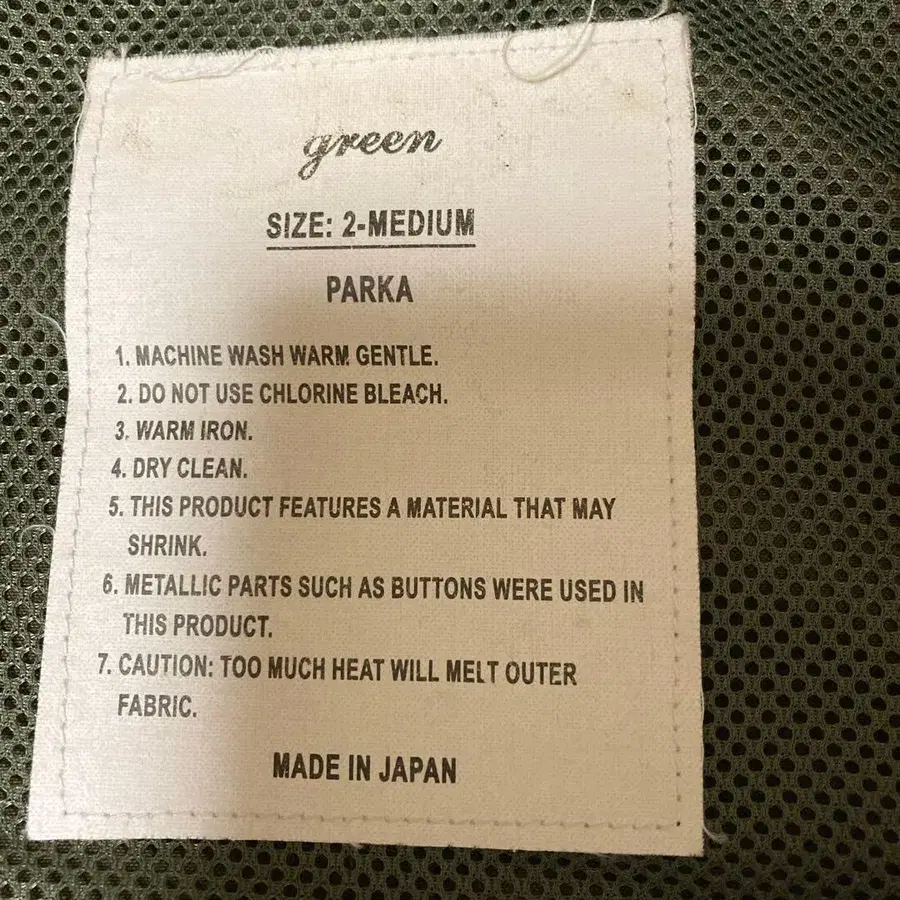 green
SIZE: 2-MEDIUM
PARKA
1. MACHINE WASH WARM GENTLE.
2. DO NOT USE CHLORINE BLEACH.
3. WARM IRON.
4. DRY CLEAN.
5. THIS PRODUCT FEATURES A MATERIAL THAT MAY
SHRINK.
6. METALLIC PARTS SUCH AS BUTTONS WERE USED IN
THIS PRODUCT.
7. CAUTION: TOO MUCH HEAT WILL MELT OUTER
FABRIC.
MADE IN JAPAN